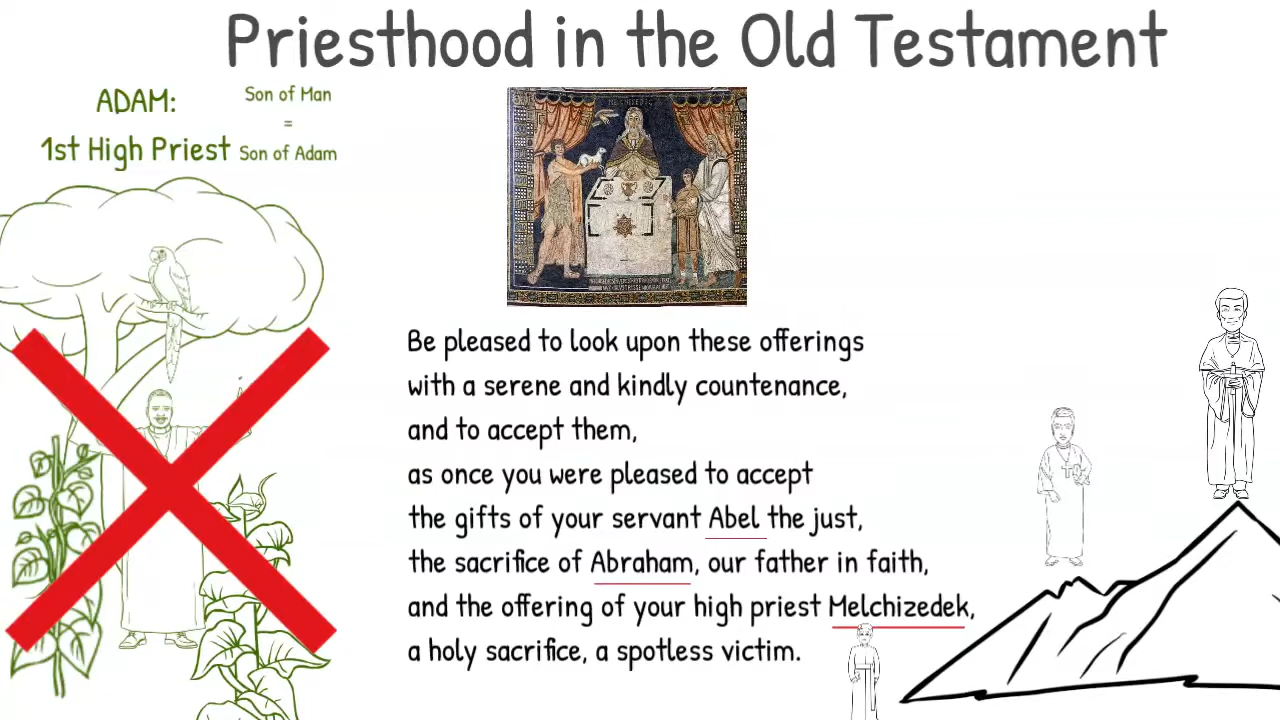 Priesthood in the Old Testament
ADAM:
1st High Priest
Son of Man
=
Son of Adam
Be pleased to look upon these offerings
with a serene and kindly countenance,
and to accept them,
as once you were pleased to accept
the gifts of your servant Abel the just,
the sacrifice of Abraham, our father in faith,
and the offering of your high priest Melchizedek,
a holy sacrifice, a spotless victim.